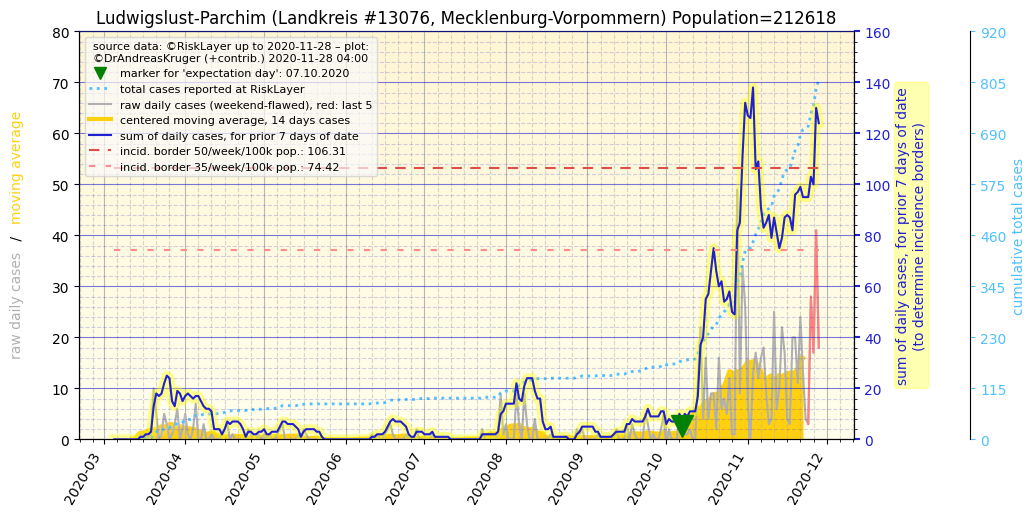 Ludwigslust-Parchim (Landkreis #13076, Mecklenburg-Vorpommern) Population=212618
source data: ©RiskLayer up to 2020-11-28 – plot:
©DrAndreasKruger (+contrib.) 2020-11-28 04:00
marker for 'expectation day': 07.10.2020
total cases reported at RiskLayer
raw daily cases (weekend-flawed), red: last 5
centered moving average, 14 days cases
sum of daily cases, for prior 7 days of date
incid. border 50/week/100k pop.: 106.31
incid. border 35/week/100k pop.: 74.42
raw daily cases / moving average
80
70
60
50
40
30
20
10
0
160
140
120
100
80
60
40
20
0
sum of daily cases, for prior 7 days of date
(to determine incidence borders)
920
805
690
575
460
345
230
115
0
cumulative total cases
2020-03
2020-04
2020-05
2020-06
2020-07
2020-08
2020-09
2020-10
2020-11
2020-12